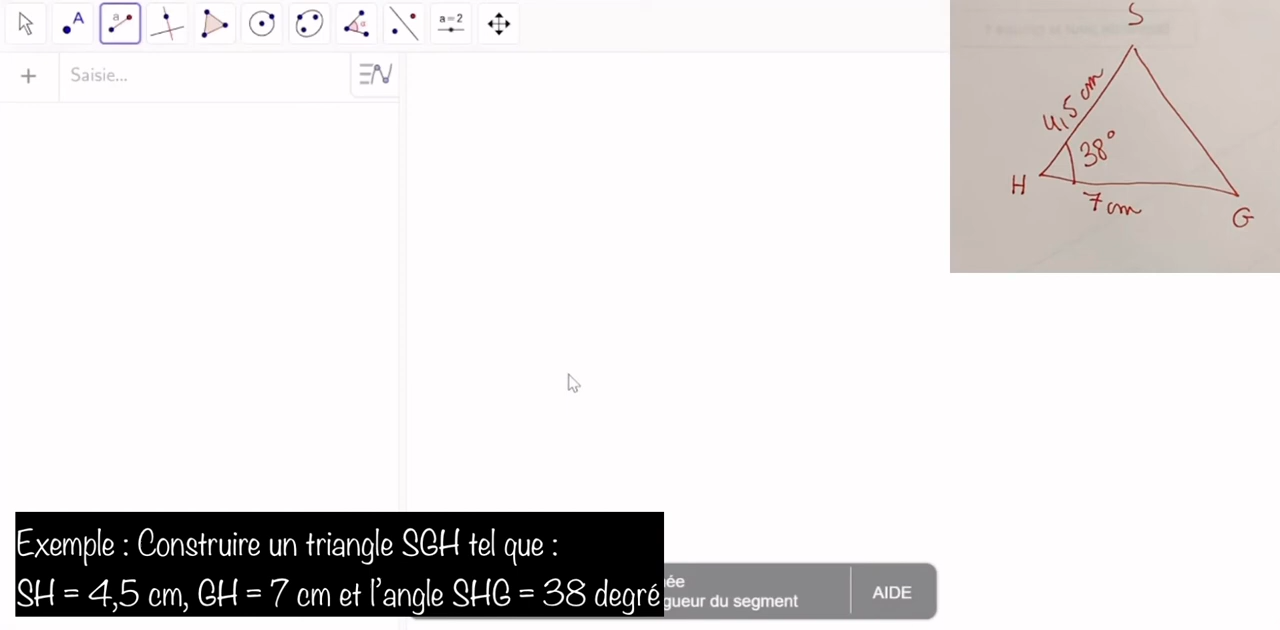 A
a
α
a = 2
Saisie...
S
4,5 cm
38°
H
7 cm
G
Exemple : Construire un triangle SGH tel que :
SH = 4,5 cm, GH = 7 cm et l'angle SHG = 38 degré
ée
gueur du segment
AIDE